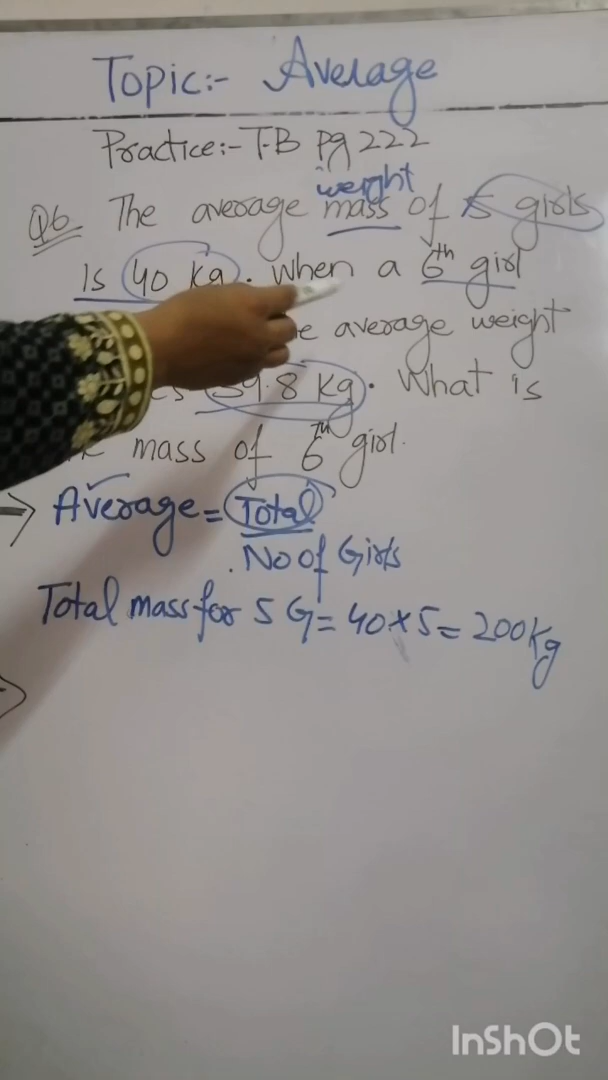 Topic:- Average
Practice:- T.B pg 222
weight
Q6 The average mass of 5 girls
is 40 kg. When a 6th girl
average weight
39.8 kg. What is
mass of 6th girl.
Average = Total
No of Girls
Total mass for 5 G = 40 × 5 = 200 Kg
InShOt